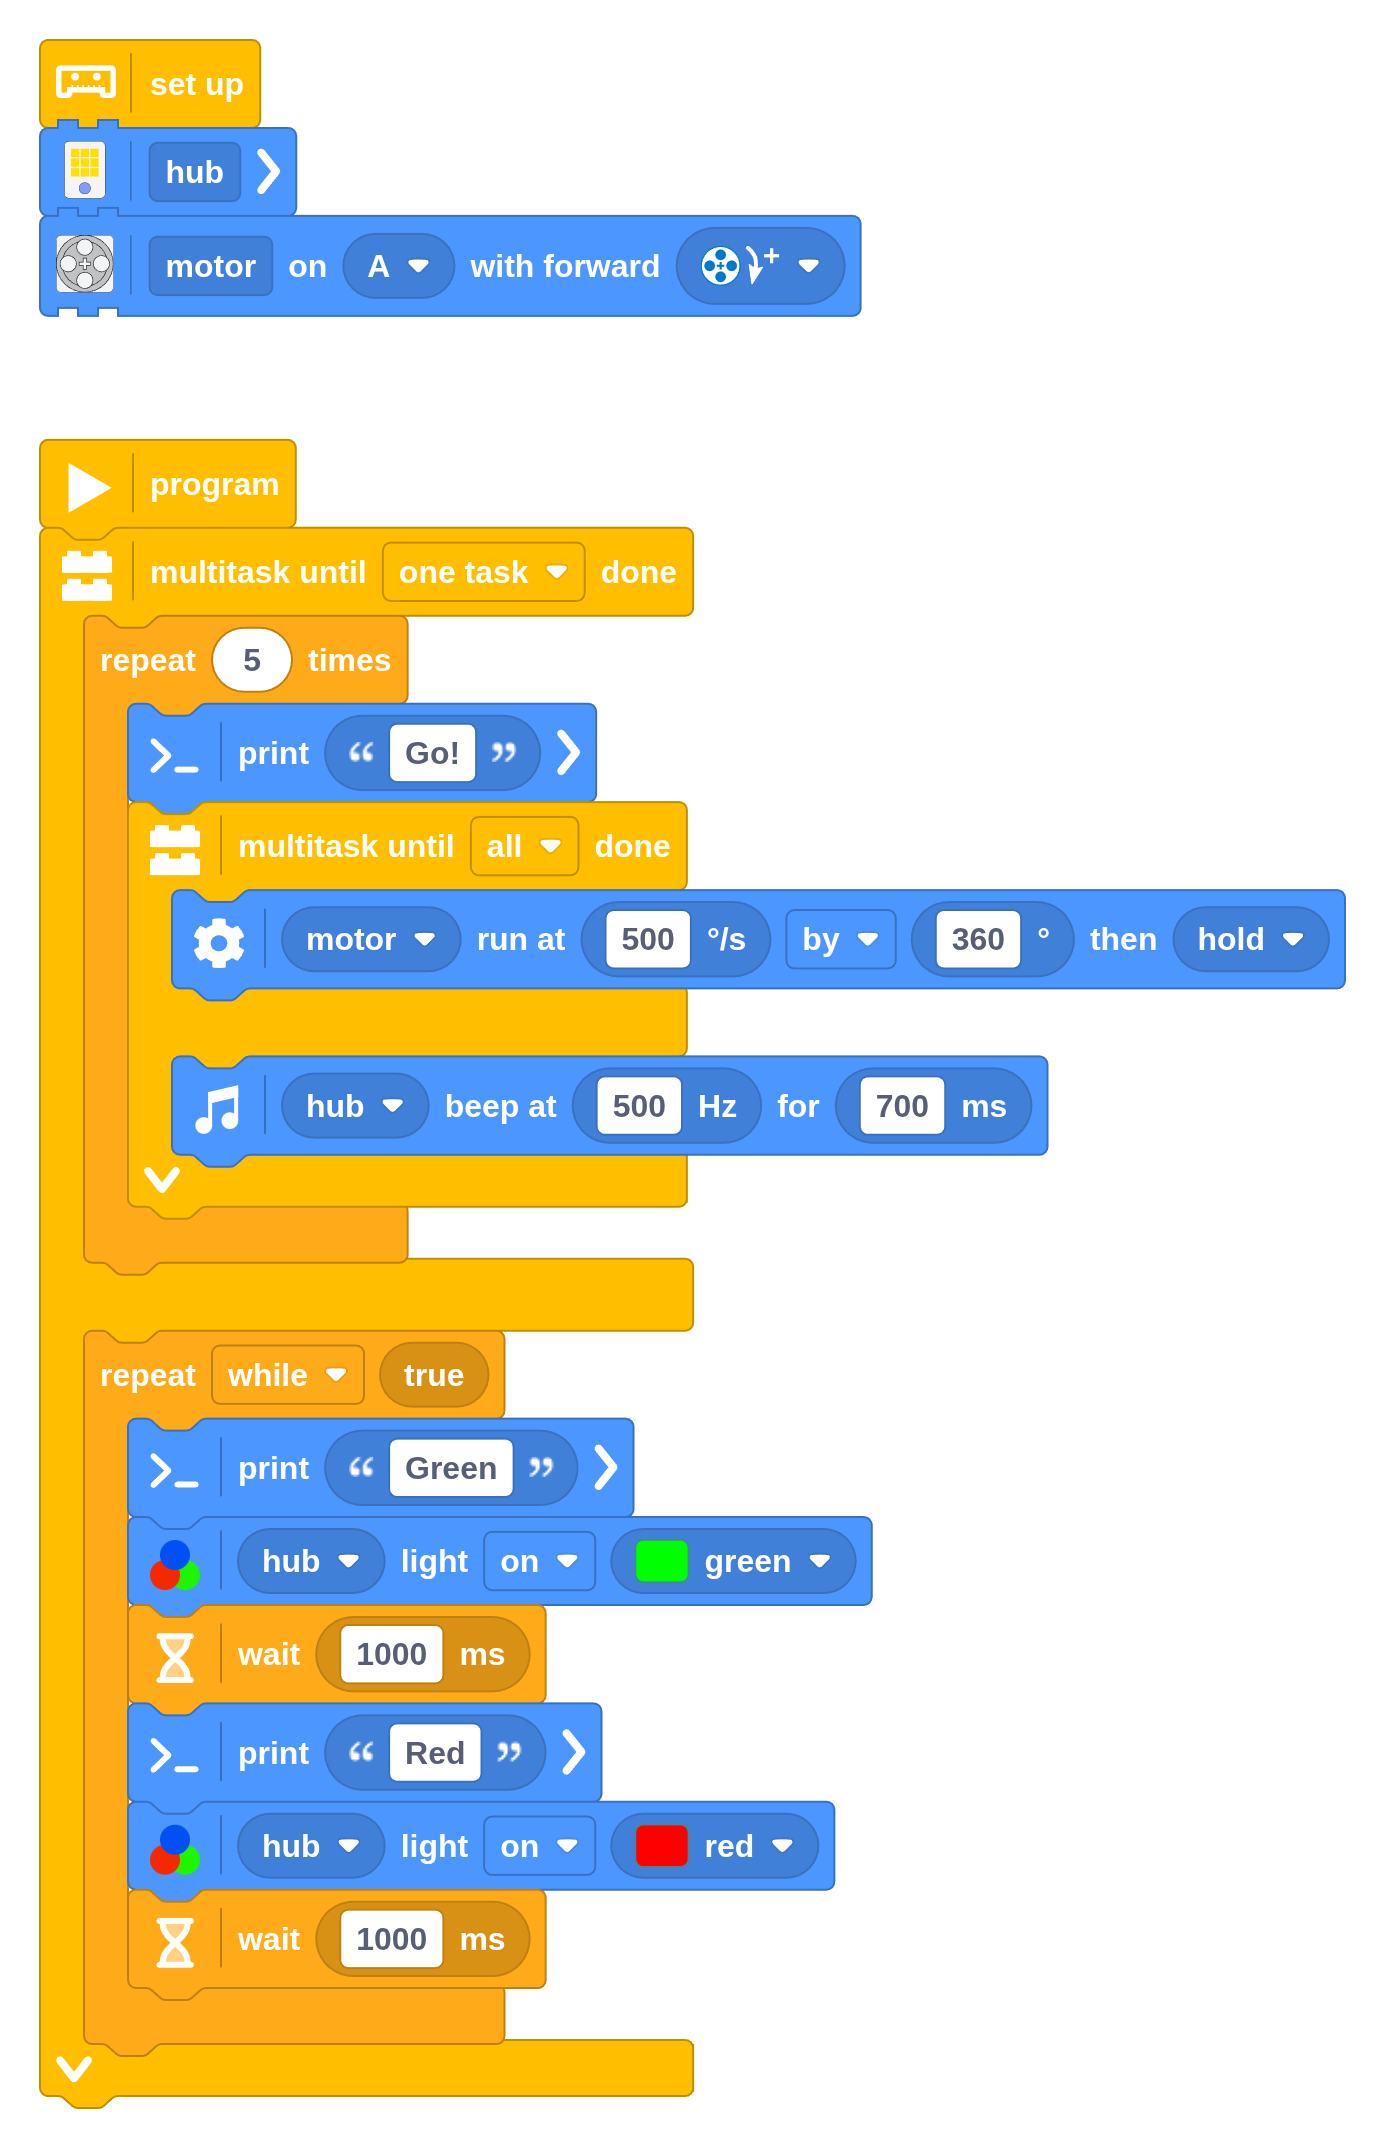 set up
hub
motor on A with forward +
program
multitask until one task done
repeat 5 times
print “ Go! ”
multitask until all done
motor run at 500 °/s by 360 ° then hold
hub beep at 500 Hz for 700 ms
repeat while true
print “ Green ”
hub light on green
wait 1000 ms
print “ Red ”
hub light on red
wait 1000 ms